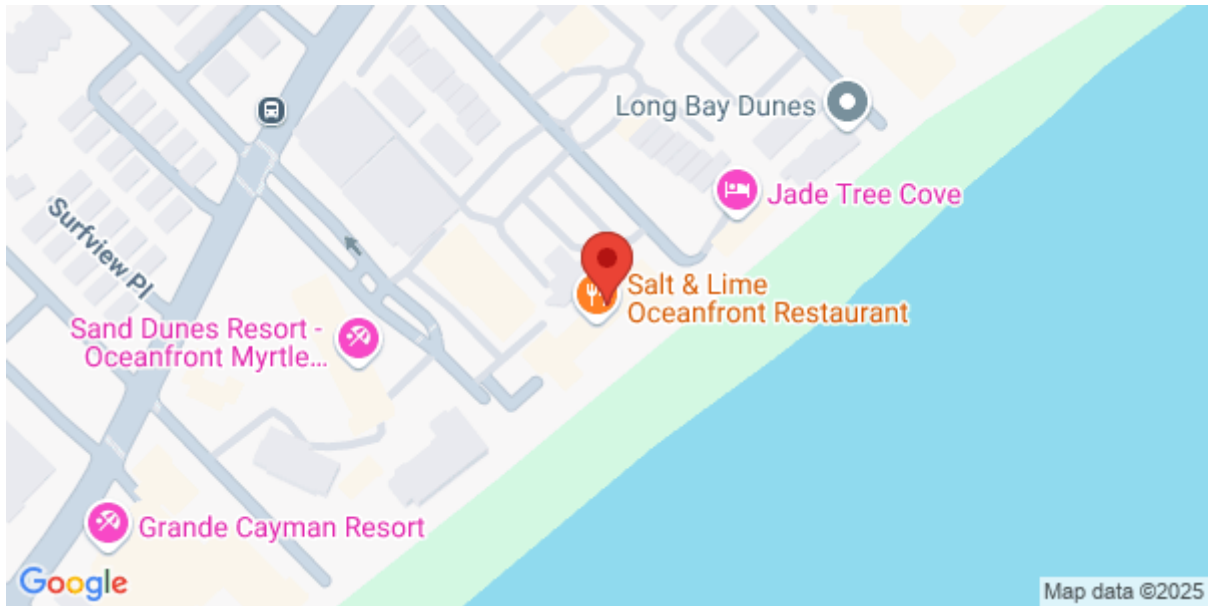 Long Bay Dunes
Jade Tree Cove
Surfview Pl
Salt & Lime
Oceanfront Restaurant
Sand Dunes Resort -
Oceanfront Myrtle...
Grande Cayman Resort
Google
Map data ©2025